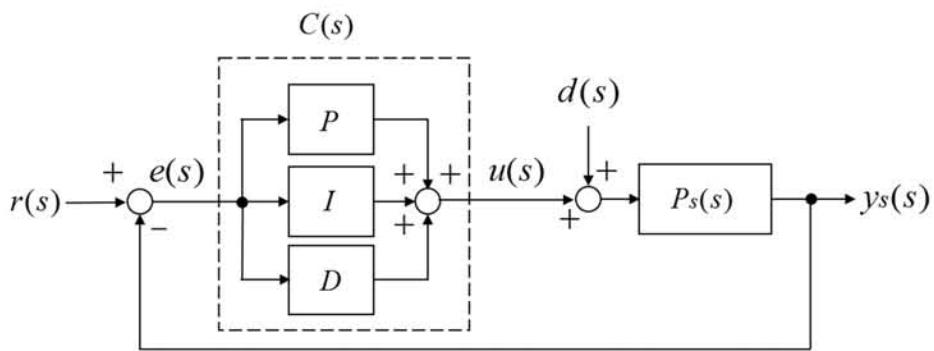 C(s)
P
d(s)
+ e(s) + + u(s) +
r(s) I Ps(s) ys(s)
− + +
D